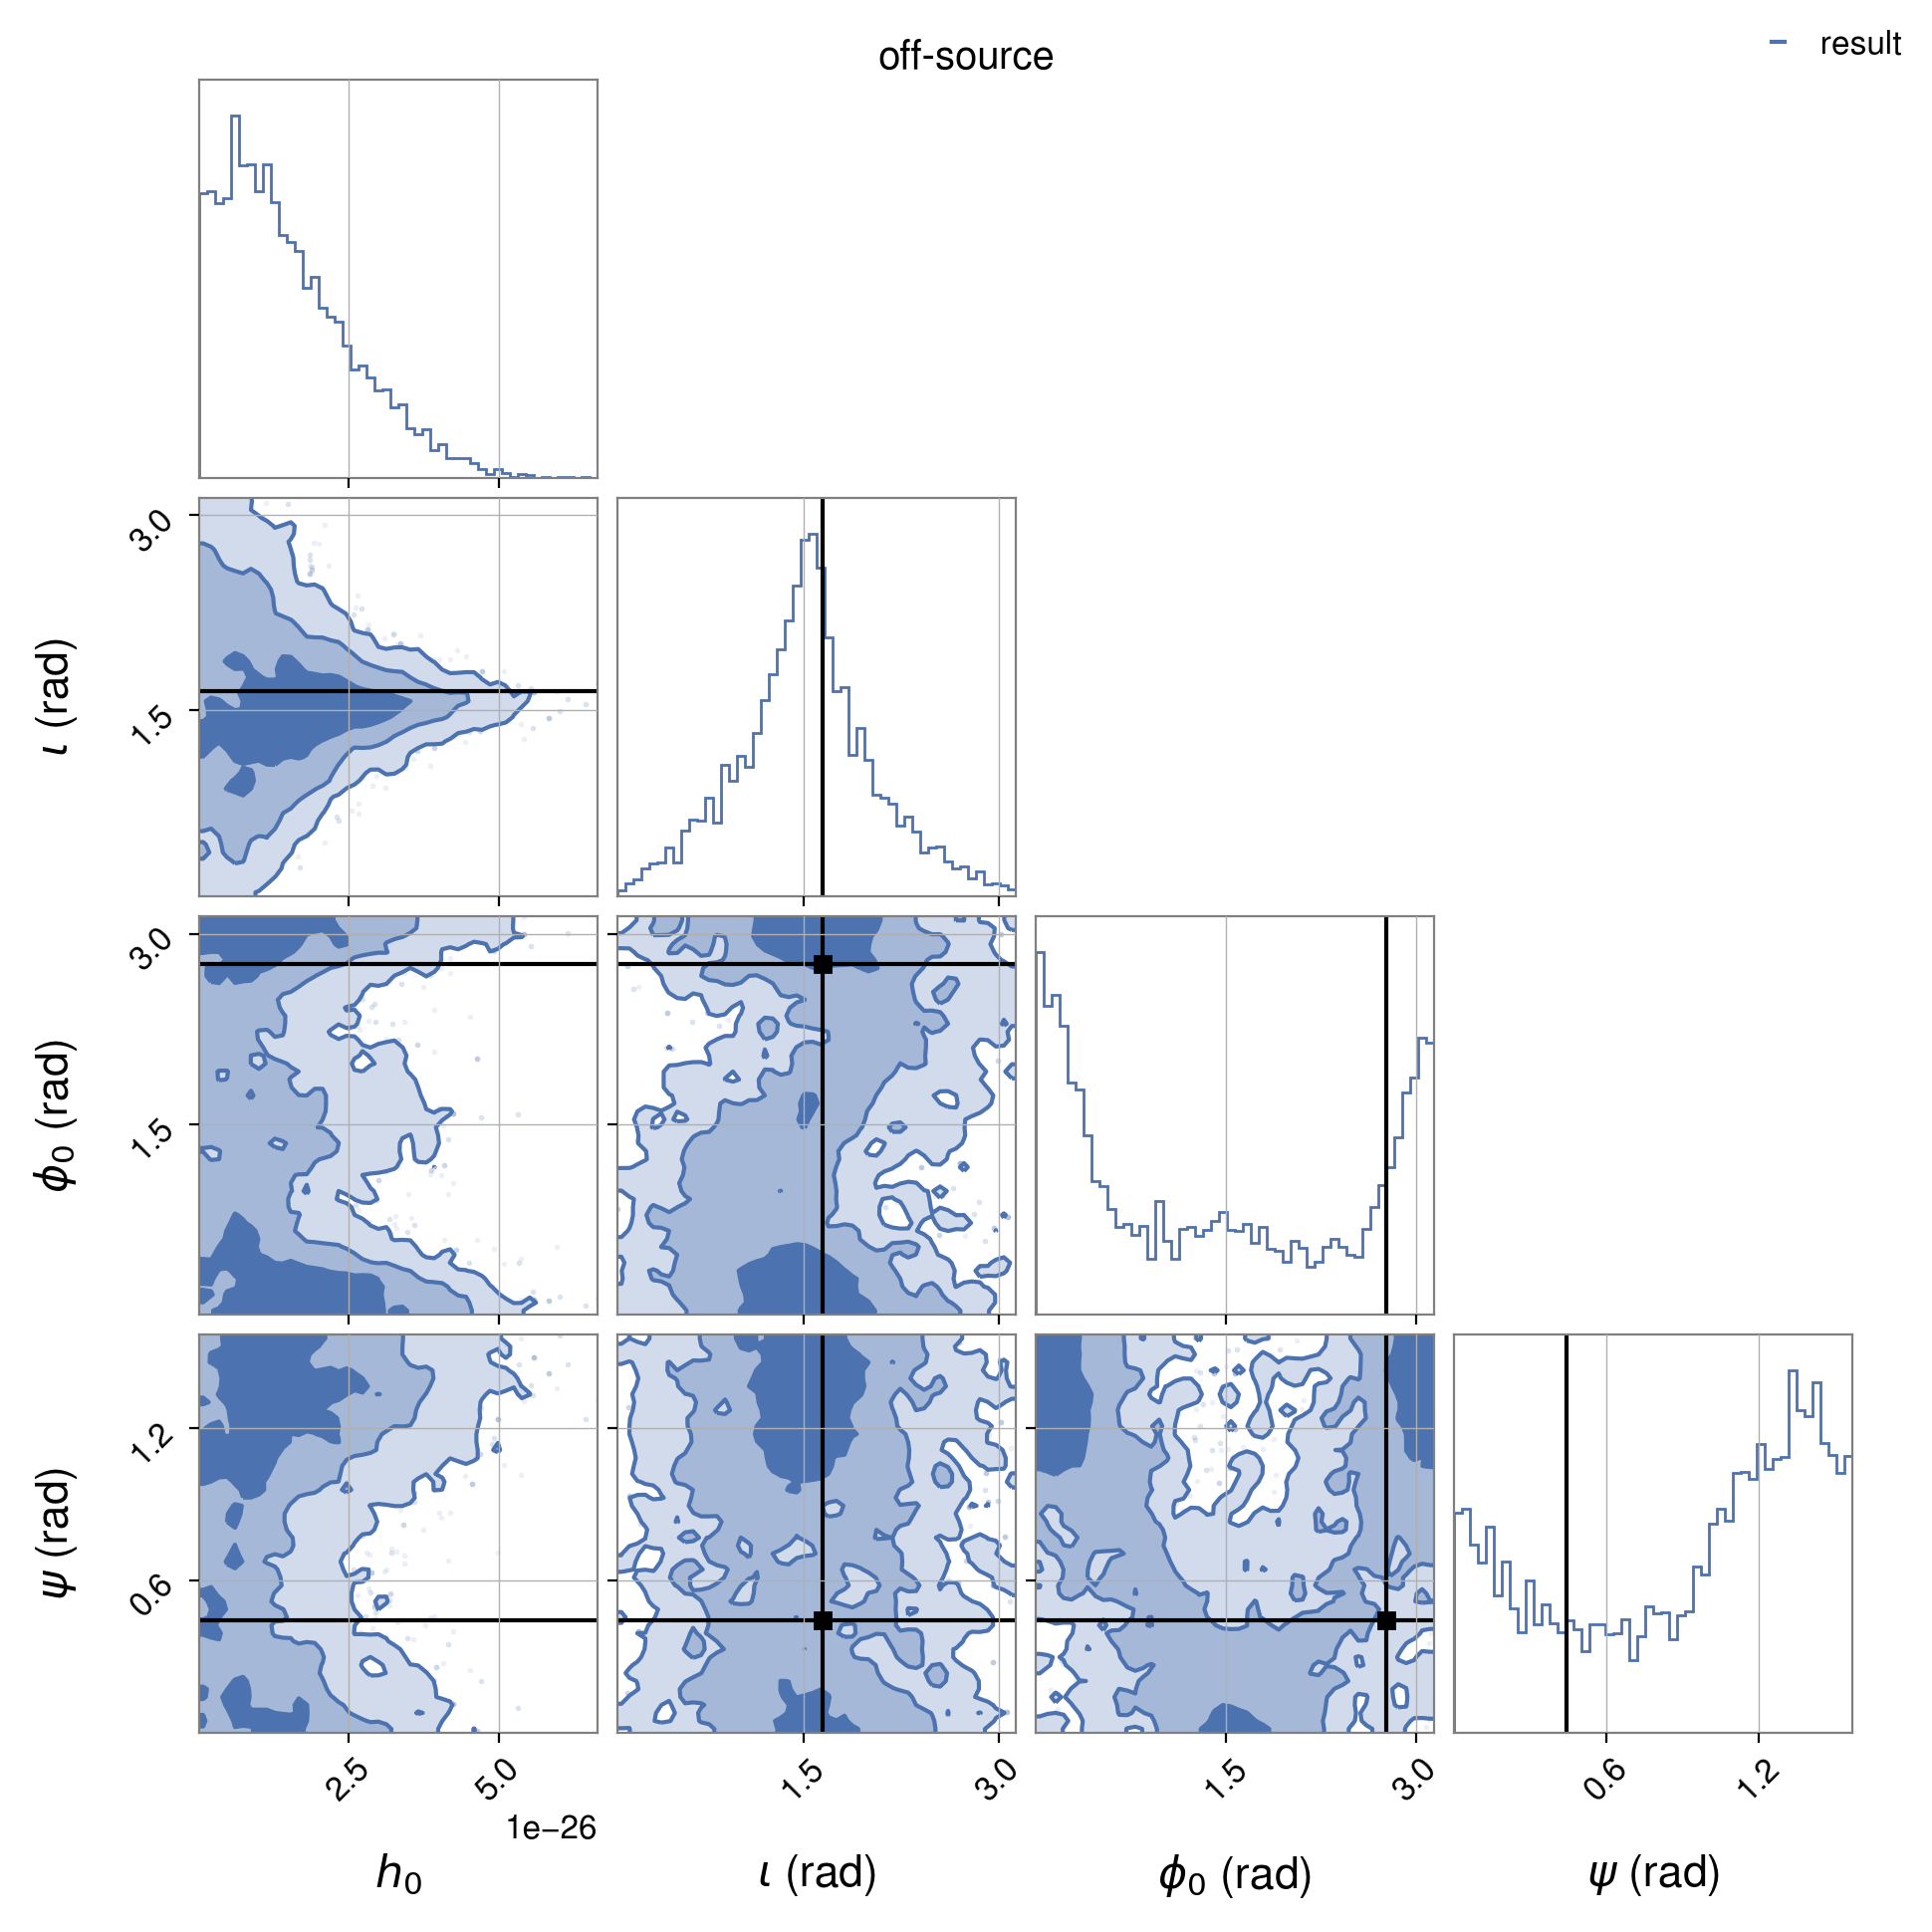 off-source
result
3.0
1.5
ι (rad)
3.0
1.5
ϕ₀ (rad)
1.2
0.6
ψ (rad)
2.5
5.0
1e−26
h₀
1.5
3.0
ι (rad)
1.5
3.0
ϕ₀ (rad)
0.6
1.2
ψ (rad)